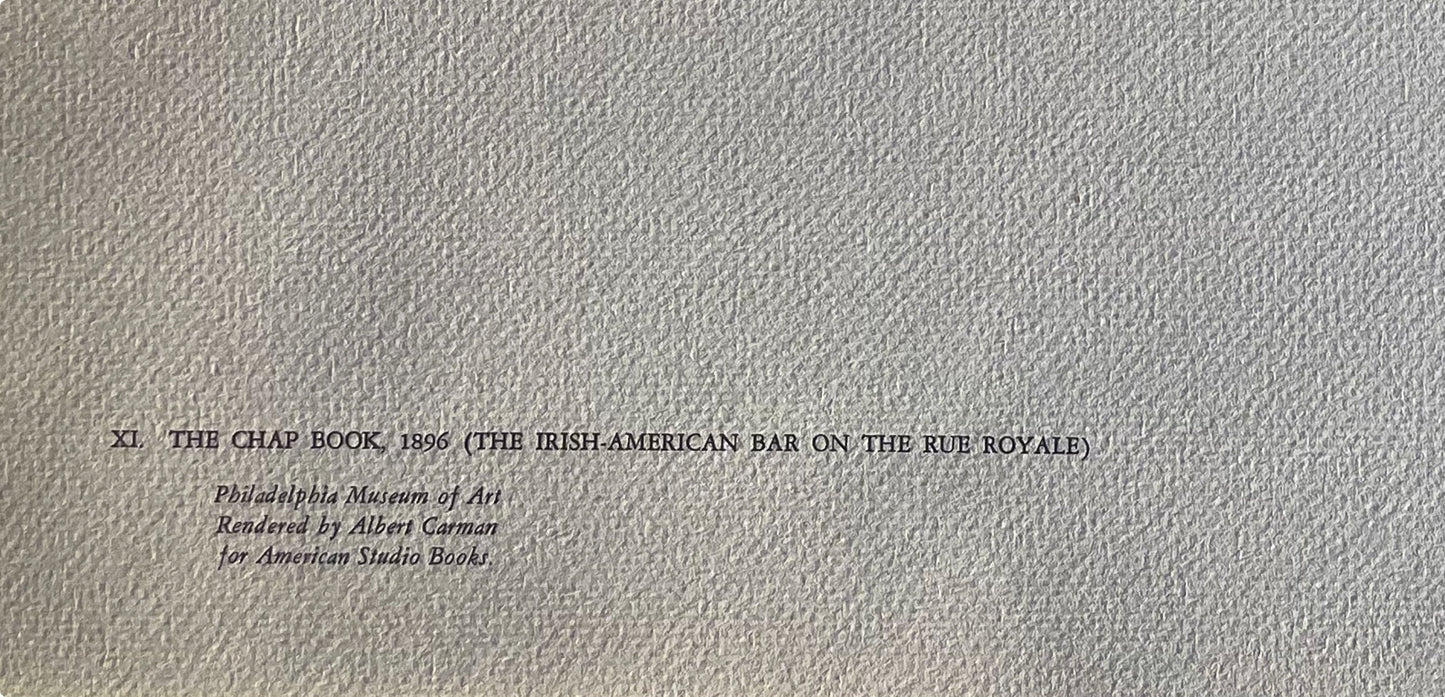 XI. THE CHAP BOOK, 1896 (THE IRISH-AMERICAN BAR ON THE RUE ROYALE)
Philadelphia Museum of Art
Rendered by Albert Carman
for American Studio Books.